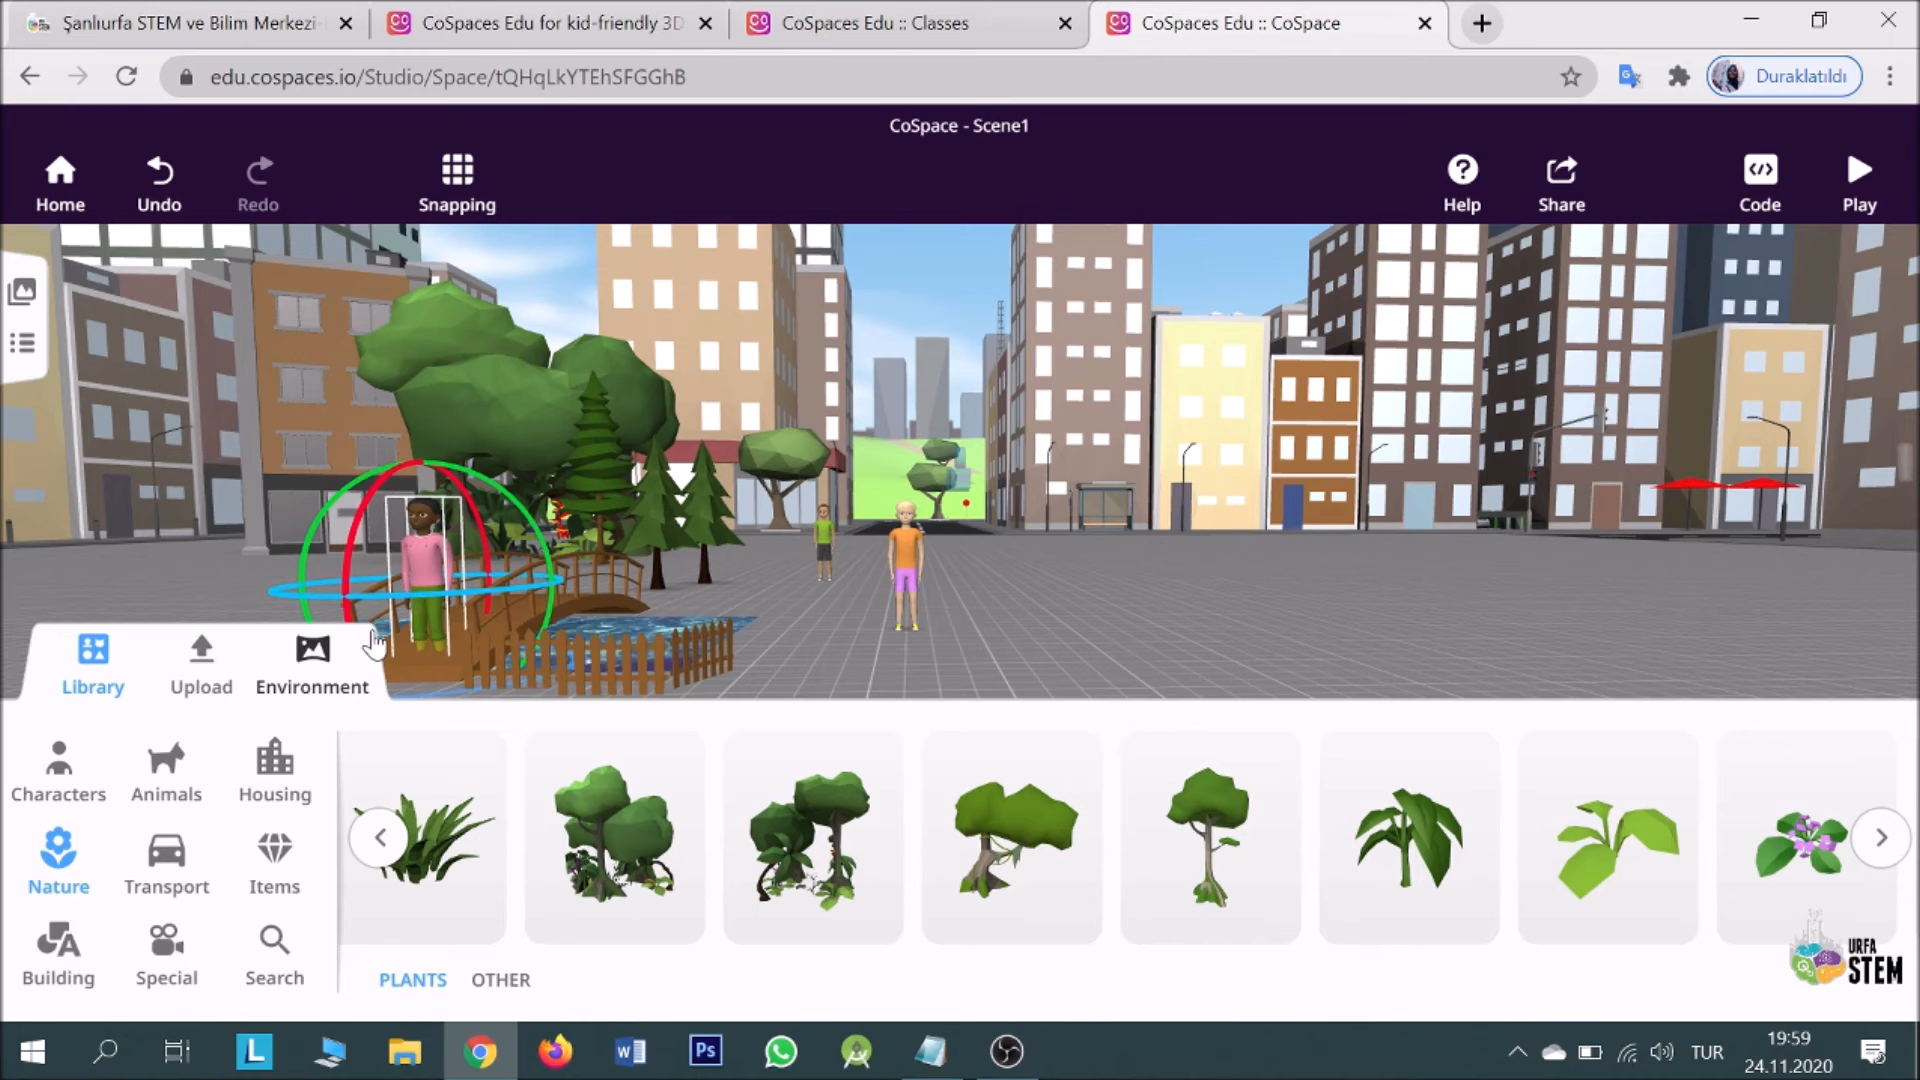 Şanlıurfa STEM ve Bilim Merkezi-
CoSpaces Edu for kid-friendly 3D
CoSpaces Edu :: Classes
CoSpaces Edu :: CoSpace
edu.cospaces.io/Studio/Space/tQHqLkYTEhSFGGhB
Duraklatıldı
CoSpace - Scene1
Home
Undo
Redo
Snapping
Help
Share
Code
Play
Library
Upload
Environment
Characters
Animals
Housing
Nature
Transport
Items
Building
Special
Search
PLANTS
OTHER
URFA
STEM
L
W
Ps
TUR
19:59
24.11.2020